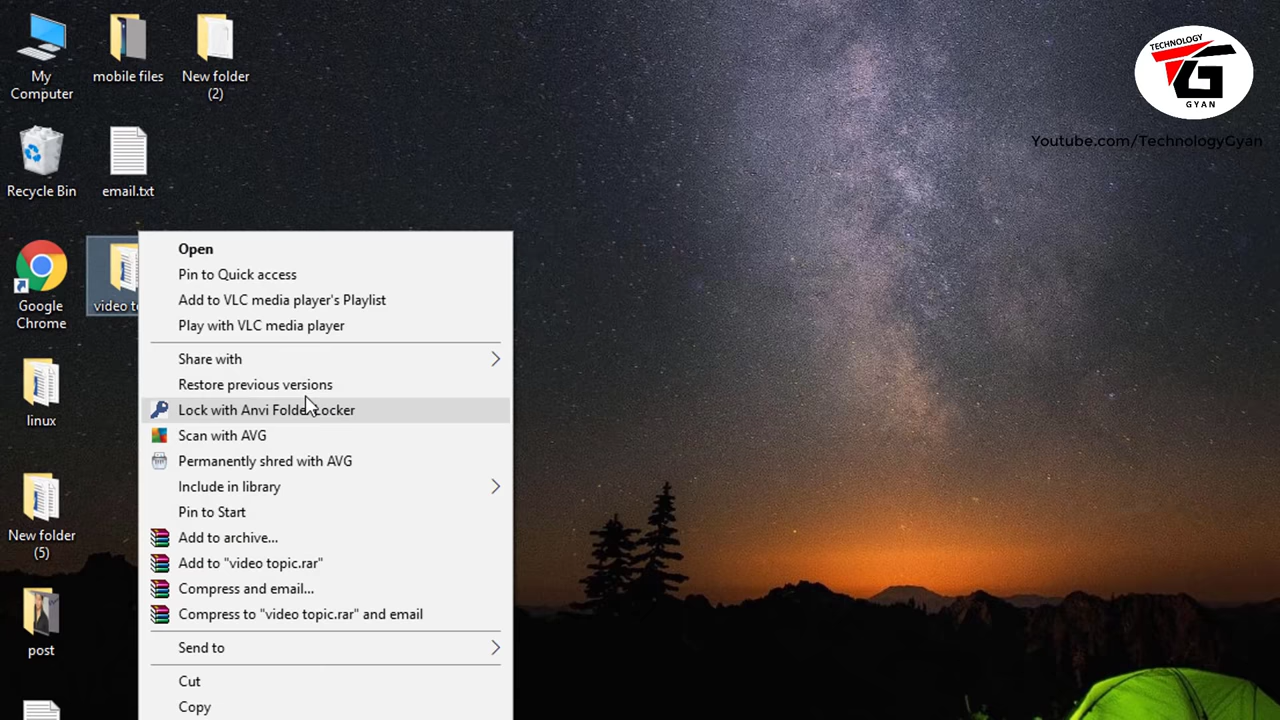 My
Computer
mobile files
New folder
(2)
Recycle Bin
email.txt
Google
Chrome
video t
linux
New folder
(5)
post
Open
Pin to Quick access
Add to VLC media player's Playlist
Play with VLC media player
Share with
Restore previous versions
Lock with Anvi Folder Locker
Scan with AVG
Permanently shred with AVG
Include in library
Pin to Start
Add to archive...
Add to "video topic.rar"
Compress and email...
Compress to "video topic.rar" and email
Send to
Cut
Copy
TECHNOLOGY
TG
GYAN
Youtube.com/TechnologyGyan